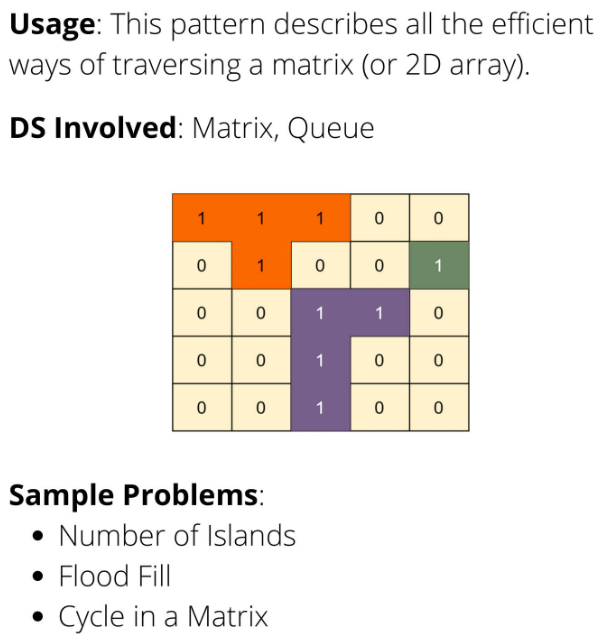 Usage: This pattern describes all the efficient
ways of traversing a matrix (or 2D array).
DS Involved: Matrix, Queue
1 1 1 0 0
0 1 0 0 1
0 0 1 1 0
0 0 1 0 0
0 0 1 0 0
Sample Problems:
• Number of Islands
• Flood Fill
• Cycle in a Matrix